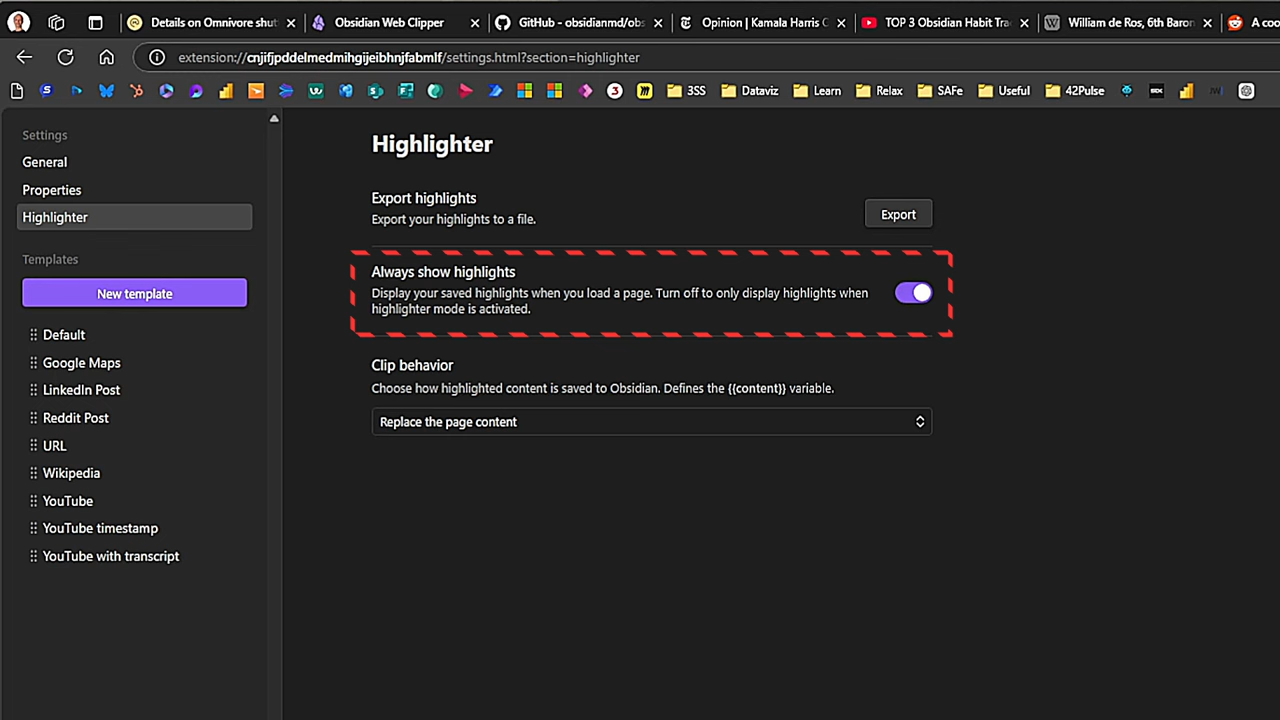 Details on Omnivore shut
Obsidian Web Clipper
GitHub - obsidianmd/obs
Opinion | Kamala Harris C
TOP 3 Obsidian Habit Tra
William de Ros, 6th Baron
A coo
extension://cnjifjpddelmedmihgijeibhnjfabmlf/settings.html?section=highlighter
3SS
Dataviz
Learn
Relax
SAFe
Useful
42Pulse
Settings
General
Properties
Highlighter
Templates
New template
Default
Google Maps
LinkedIn Post
Reddit Post
URL
Wikipedia
YouTube
YouTube timestamp
YouTube with transcript
Highlighter
Export highlights
Export your highlights to a file.
Export
Always show highlights
Display your saved highlights when you load a page. Turn off to only display highlights when
highlighter mode is activated.
Clip behavior
Choose how highlighted content is saved to Obsidian. Defines the {{content}} variable.
Replace the page content